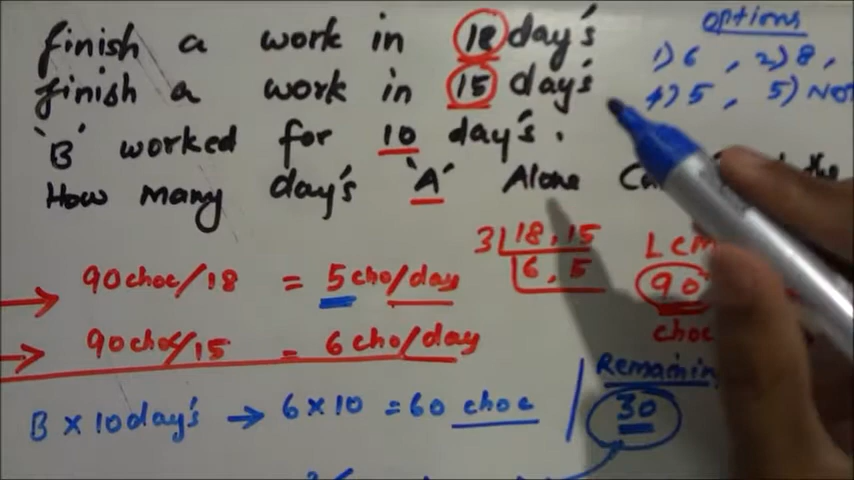 finish a work in 18 day's
finish a work in 15 day's
'B' worked for 10 day's.
How many day's 'A' Alone
options
1) 6 , 2) 8 ,
4) 5 , 5)
→ 90choc/18 = 5cho/day
→ 90choc/15 = 6cho/day
3 18, 15
6, 5
90
choc
B × 10day's → 6×10 = 60 choc
Remaining
30